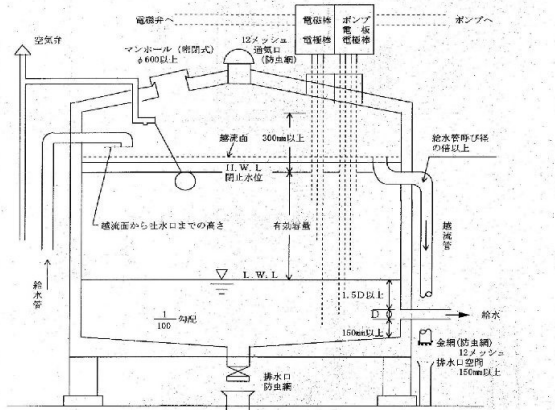 電磁弁へ
電磁棒
電極棒
ポンプ
電板
電極棒
ポンプへ
空気弁
マンホール(密閉式)
φ600以上
12メッシュ
通気口
(防虫網)
越流面
300mm以上
給水管呼び径
の倍以上
H.W.L
閉止水位
越流面から吐水口までの高さ
有効容量
越流管
給水管
L.W.L
1.5D以上
1/100 勾配
D
給水
150mm以上
金網(防虫網)
12メッシュ
排水口空間
150mm以上
排水口
防虫網